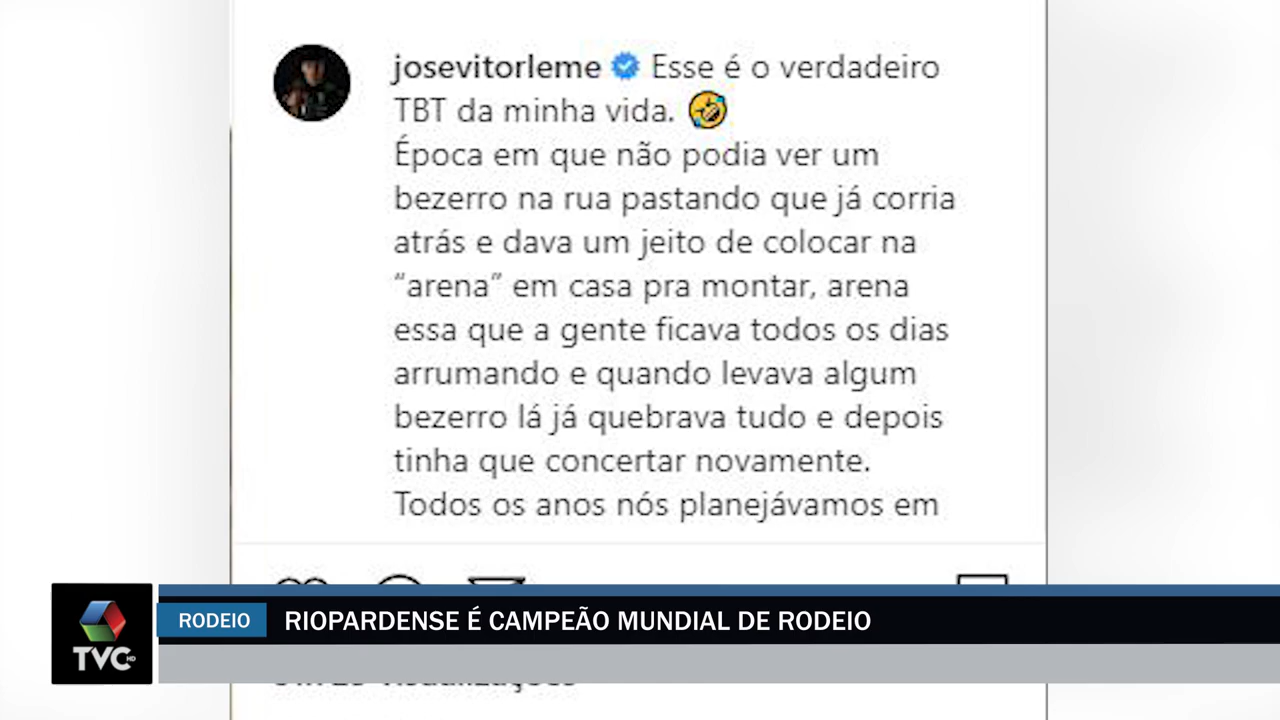 josevitorleme Esse é o verdadeiro
TBT da minha vida. 🤣
Época em que não podia ver um
bezerro na rua pastando que já corria
atrás e dava um jeito de colocar na
“arena” em casa pra montar, arena
essa que a gente ficava todos os dias
arrumando e quando levava algum
bezerro lá já quebrava tudo e depois
tinha que concertar novamente.
Todos os anos nós planejávamos em
RODEIO RIOPARDENSE É CAMPEÃO MUNDIAL DE RODEIO
TVC HD